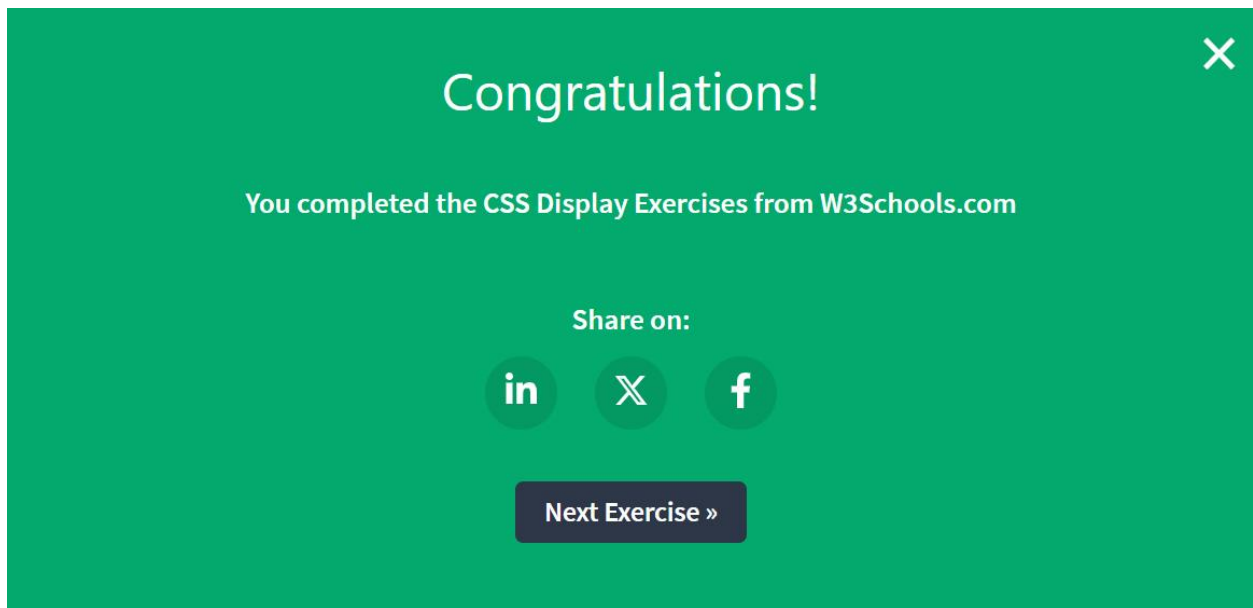 Congratulations!
You completed the CSS Display Exercises from W3Schools.com
Share on:
in X f
Next Exercise »